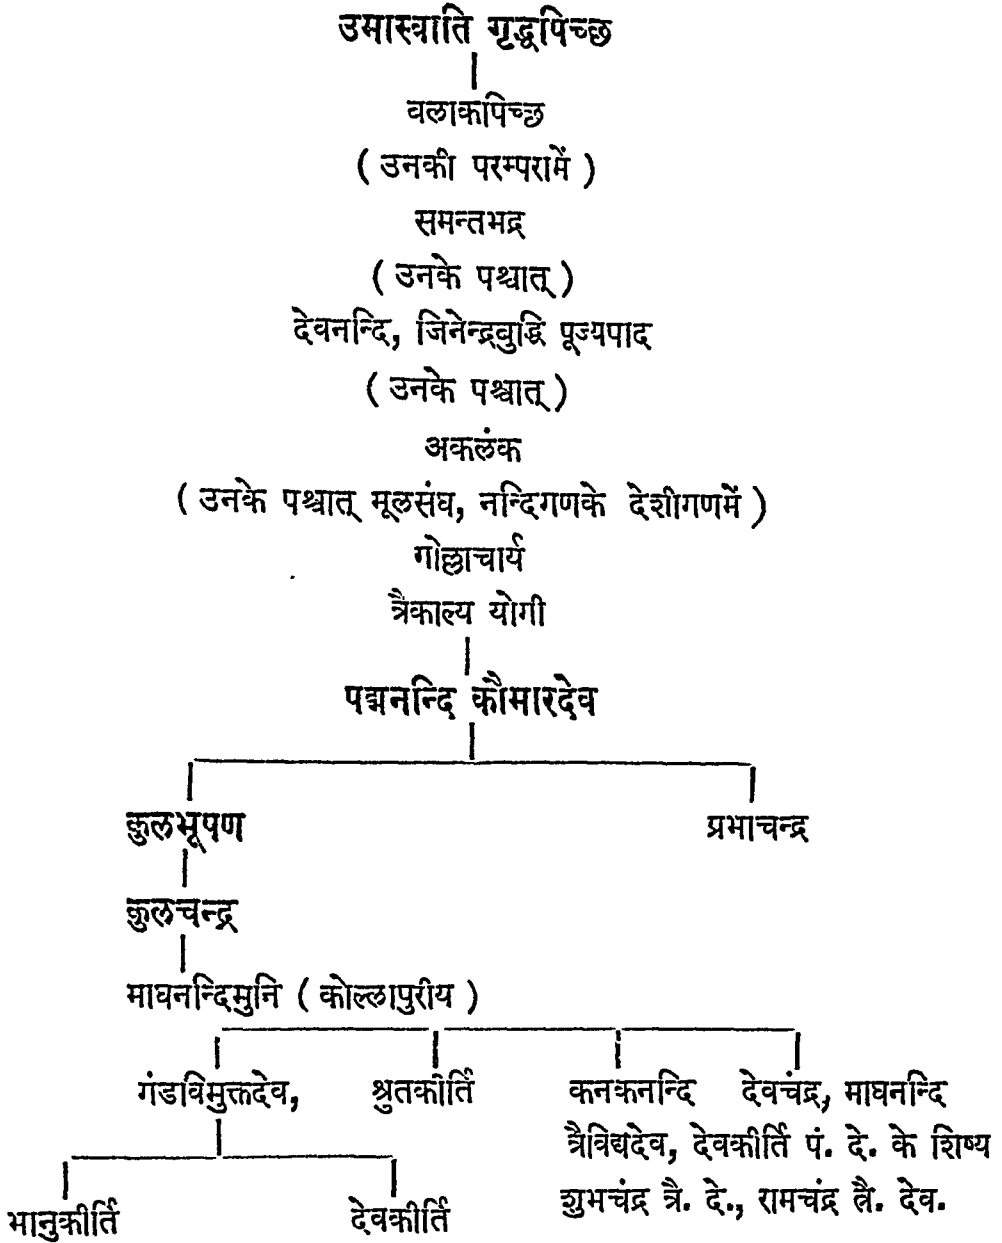 उमास्वाति गृद्धपिच्छ
वलाकपिच्छ
( उनकी परम्परामें )
समन्तभद्र
( उनके पश्चात् )
देवनन्दि, जिनेन्द्रबुद्धि पूज्यपाद
( उनके पश्चात् )
अकलंक
( उनके पश्चात् मूलसंघ, नन्दिगणके देशीगणमें )
गोल्लाचार्य
त्रैकाल्य योगी
पद्मनन्दि कौमारदेव
कुलभूषण प्रभाचन्द्र
कुलचन्द्र
माघनन्दिमुनि ( कोल्लापुरीय )
गंडविमुक्तदेव, श्रुतकीर्ति कनकनन्दि देवचंद्र, माघनन्दि
त्रैविद्यदेव, देवकीर्ति पं. दे. के शिष्य
शुभचंद्र त्रै. दे., रामचंद्र त्रै. देव.
भानुकीर्ति देवकीर्ति